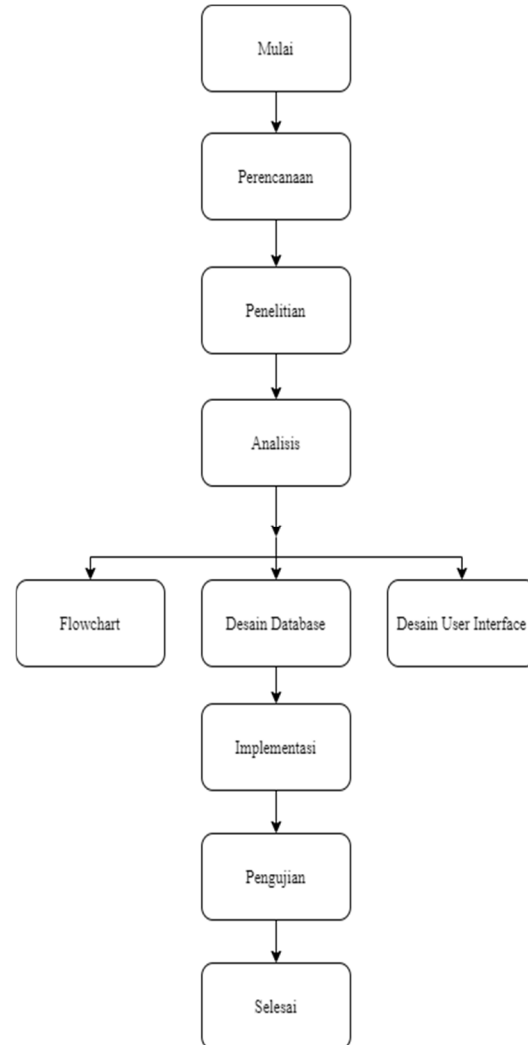 Mulai
Perencanaan
Penelitian
Analisis
Flowchart
Desain Database
Desain User Interface
Implementasi
Pengujian
Selesai